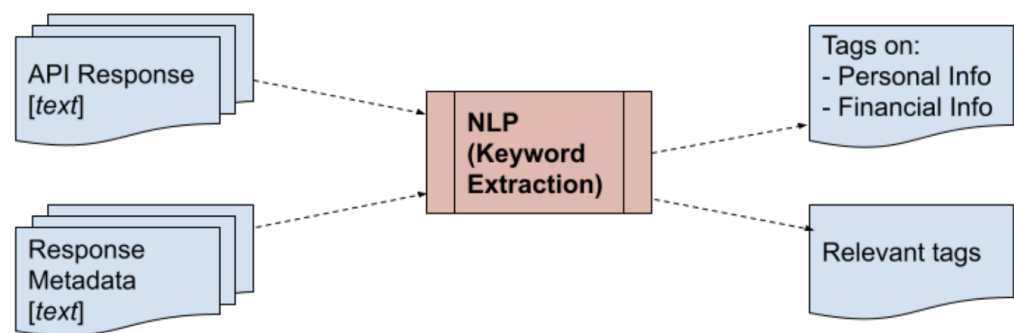 API Response
[text]
Response
Metadata
[text]
NLP
(Keyword
Extraction)
Tags on:
- Personal Info
- Financial Info
Relevant tags